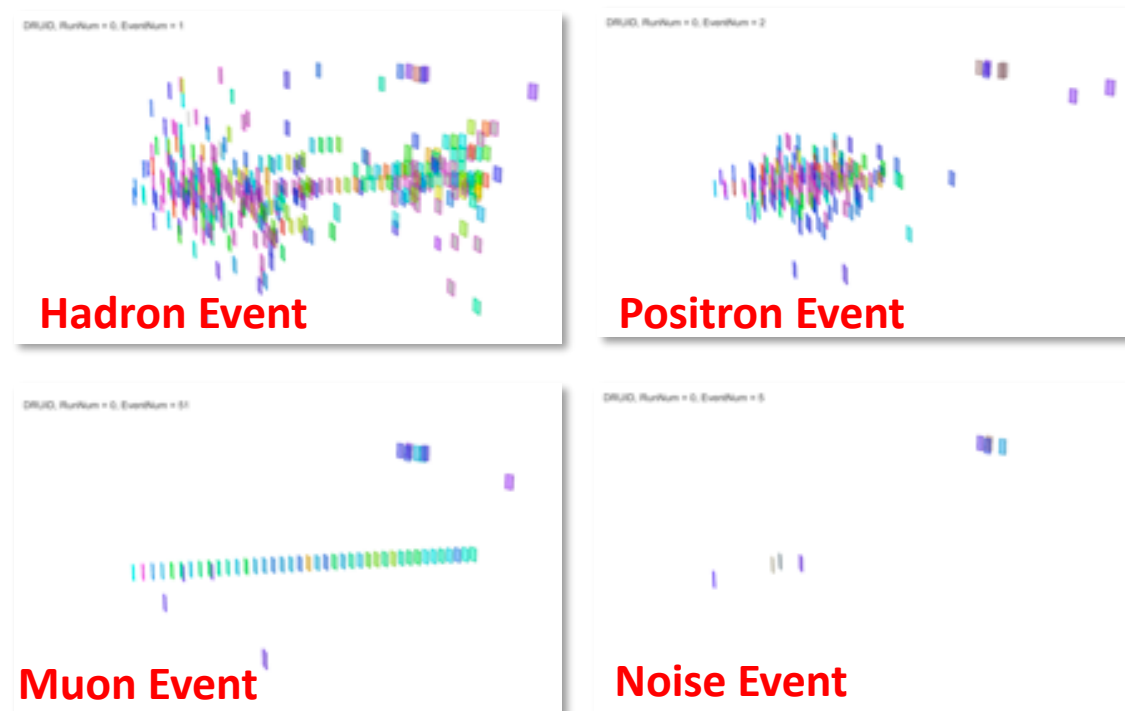 DRUID, RunNum = 0, EventNum = 1
Hadron Event
DRUID, RunNum = 0, EventNum = 2
Positron Event
DRUID, RunNum = 0, EventNum = 51
Muon Event
DRUID, RunNum = 0, EventNum = 5
Noise Event